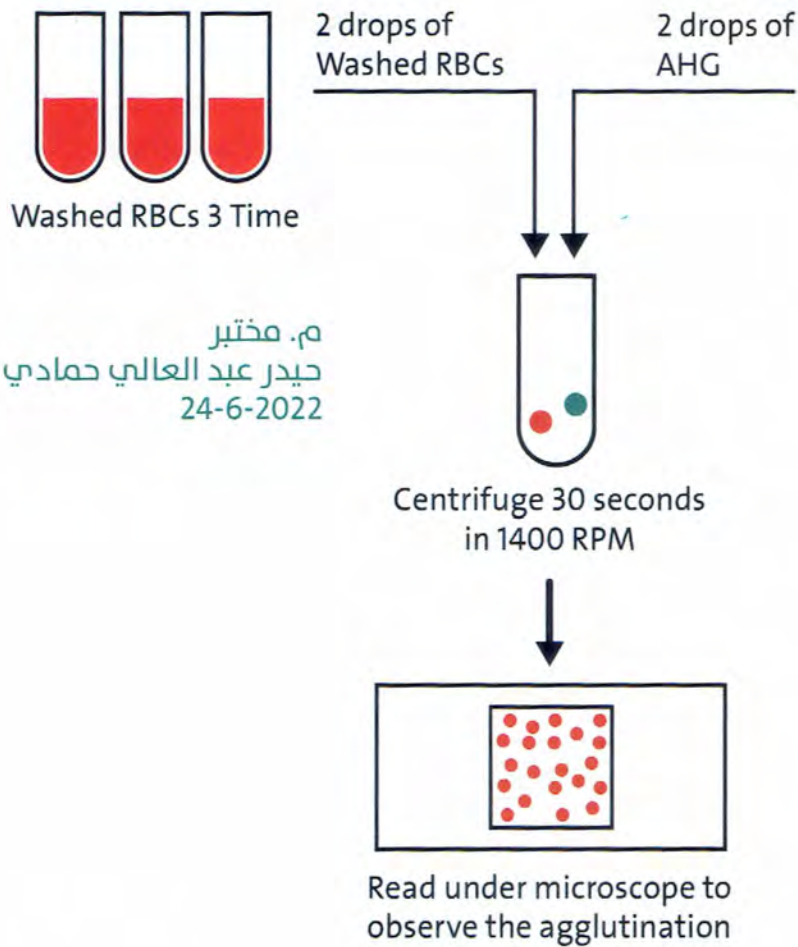 2 drops of
Washed RBCs
2 drops of
AHG
Washed RBCs 3 Time
م. مختبر
حيدر عبد العالي حمادي
24-6-2022
Centrifuge 30 seconds
in 1400 RPM
Read under microscope to
observe the agglutination